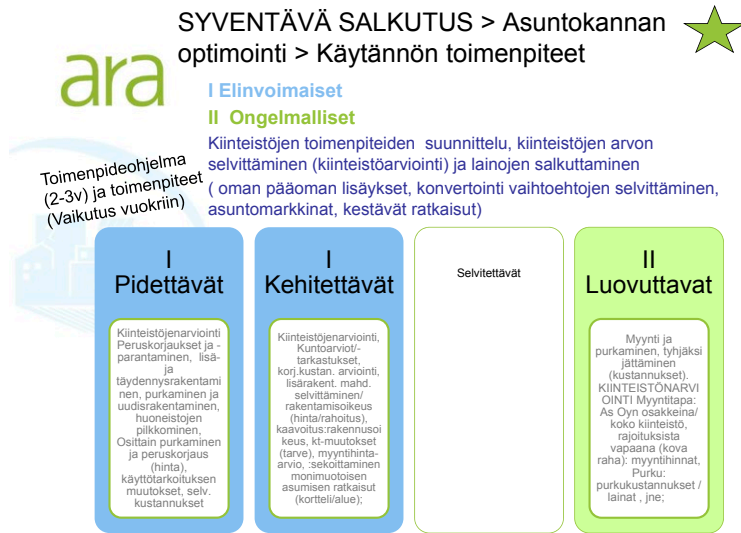 SYVENTÄVÄ SALKUTUS > Asuntokannan
optimointi > Käytännön toimenpiteet
ara
I Elinvoimaiset
II Ongelmalliset
Kiinteistöjen toimenpiteiden suunnittelu, kiinteistöjen arvon
selvittäminen (kiinteistöarviointi) ja lainojen salkuttaminen
( oman pääoman lisäykset, konvertointi vaihtoehtojen selvittäminen,
asuntomarkkinat, kestävät ratkaisut)
Toimenpideohjelma
(2-3v) ja toimenpiteet
(Vaikutus vuokriin)
I
Pidettävät
Kiinteistöjenarviointi
Peruskorjaukset ja -
parantaminen, lisä-
ja
täydennysrakentami
nen, purkaminen ja
uudisrakentaminen,
huoneistojen
pilkkominen,
Osittain purkaminen
ja peruskorjaus
(hinta),
käyttötarkoituksen
muutokset, selv.
kustannukset
I
Kehitettävät
Kiinteistöjenarviointi,
Kuntoarviot/-
tarkastukset,
korj.kustan. arviointi,
lisärakent. mahd.
selvittäminen/
rakentamisoikeus
(hinta/rahoitus),
kaavoitus:rakennusoi
keus, kt-muutokset
(tarve), myyntihinta-
arvio, :sekoittaminen
monimuotoisen
asumisen ratkaisut
(kortteli/alue);
Selvitettävät
II
Luovuttavat
Myynti ja
purkaminen, tyhjäksi
jättäminen
(kustannukset).
KIINTEISTÖNARVI
OINTI Myyntitapa:
As Oyn osakkeina/
koko kiinteistö,
rajoituksista
vapaana (kova
raha): myyntihinnat,
Purku:
purkukustannukset /
lainat , jne;